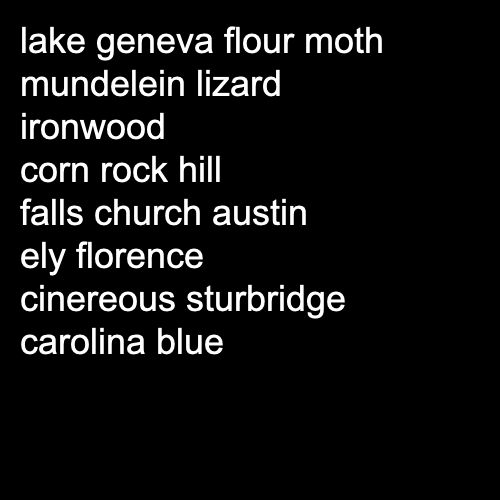 lake geneva flour moth
mundelein lizard
ironwood
corn rock hill
falls church austin
ely florence
cinereous sturbridge
carolina blue